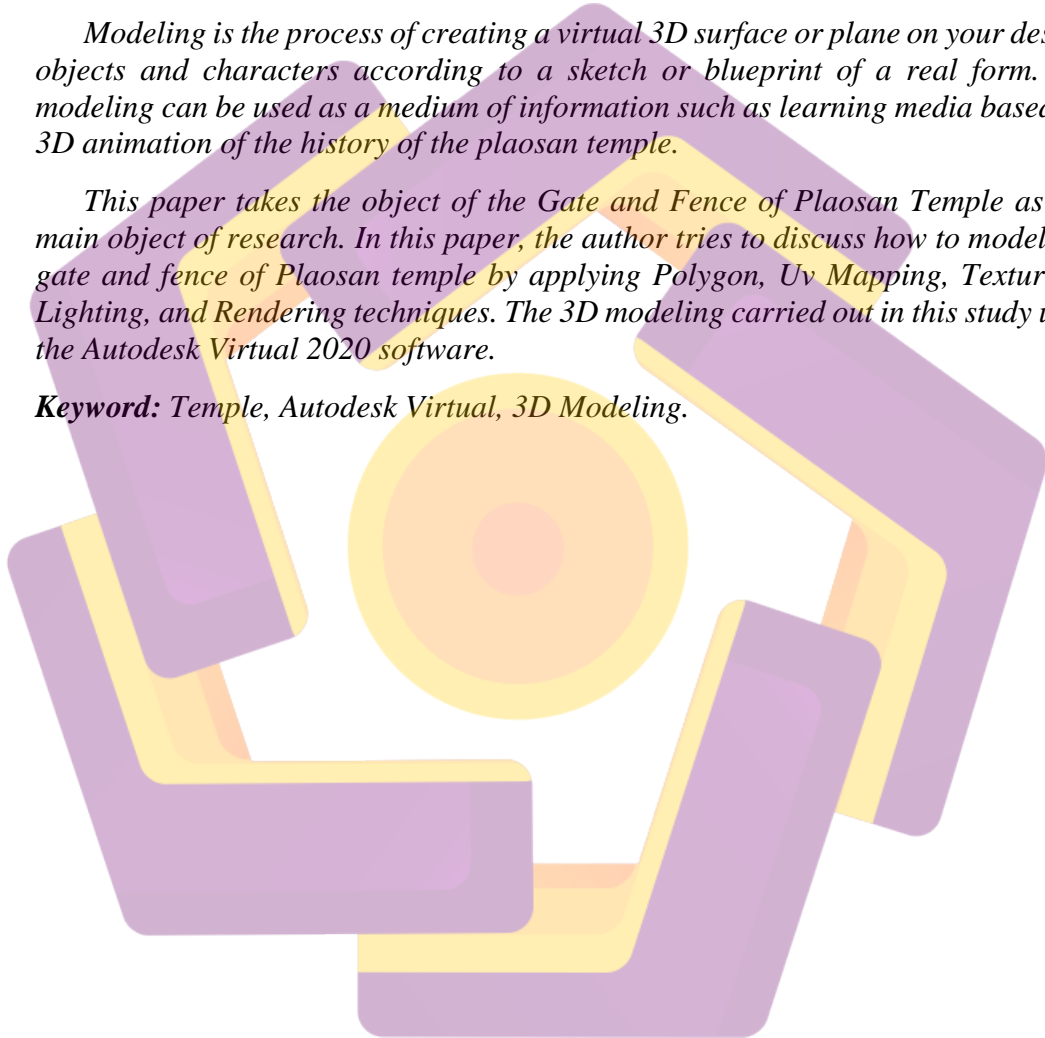 Modeling is the process of creating a virtual 3D surface or plane on your des
objects and characters according to a sketch or blueprint of a real form.
modeling can be used as a medium of information such as learning media based
3D animation of the history of the plaosan temple.
This paper takes the object of the Gate and Fence of Plaosan Temple as
main object of research. In this paper, the author tries to discuss how to model
gate and fence of Plaosan temple by applying Polygon, Uv Mapping, Textur
Lighting, and Rendering techniques. The 3D modeling carried out in this study u
the Autodesk Virtual 2020 software.
Keyword: Temple, Autodesk Virtual, 3D Modeling.